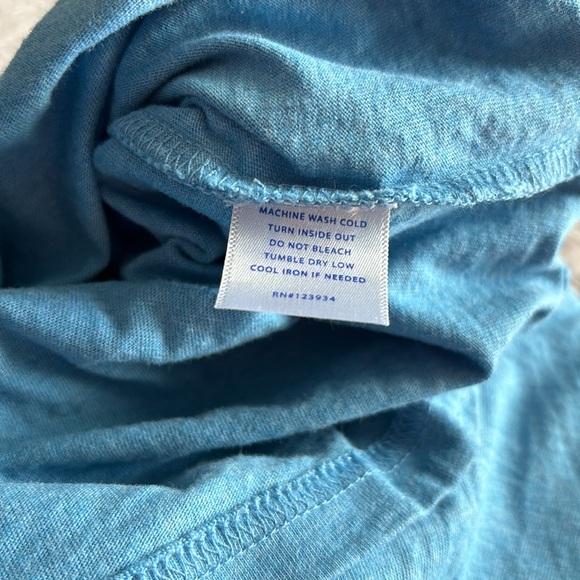 MACHINE WASH COLD
TURN INSIDE OUT
DO NOT BLEACH
TUMBLE DRY LOW
COOL IRON IF NEEDED
RN#123934